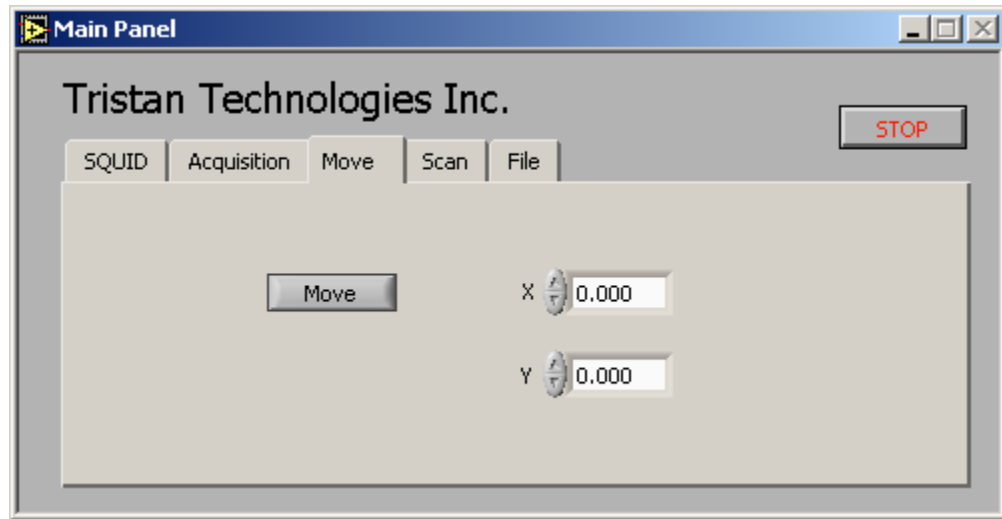 Main Panel
Tristan Technologies Inc.
STOP
SQUID Acquisition Move Scan File
Move X 0.000
Y 0.000